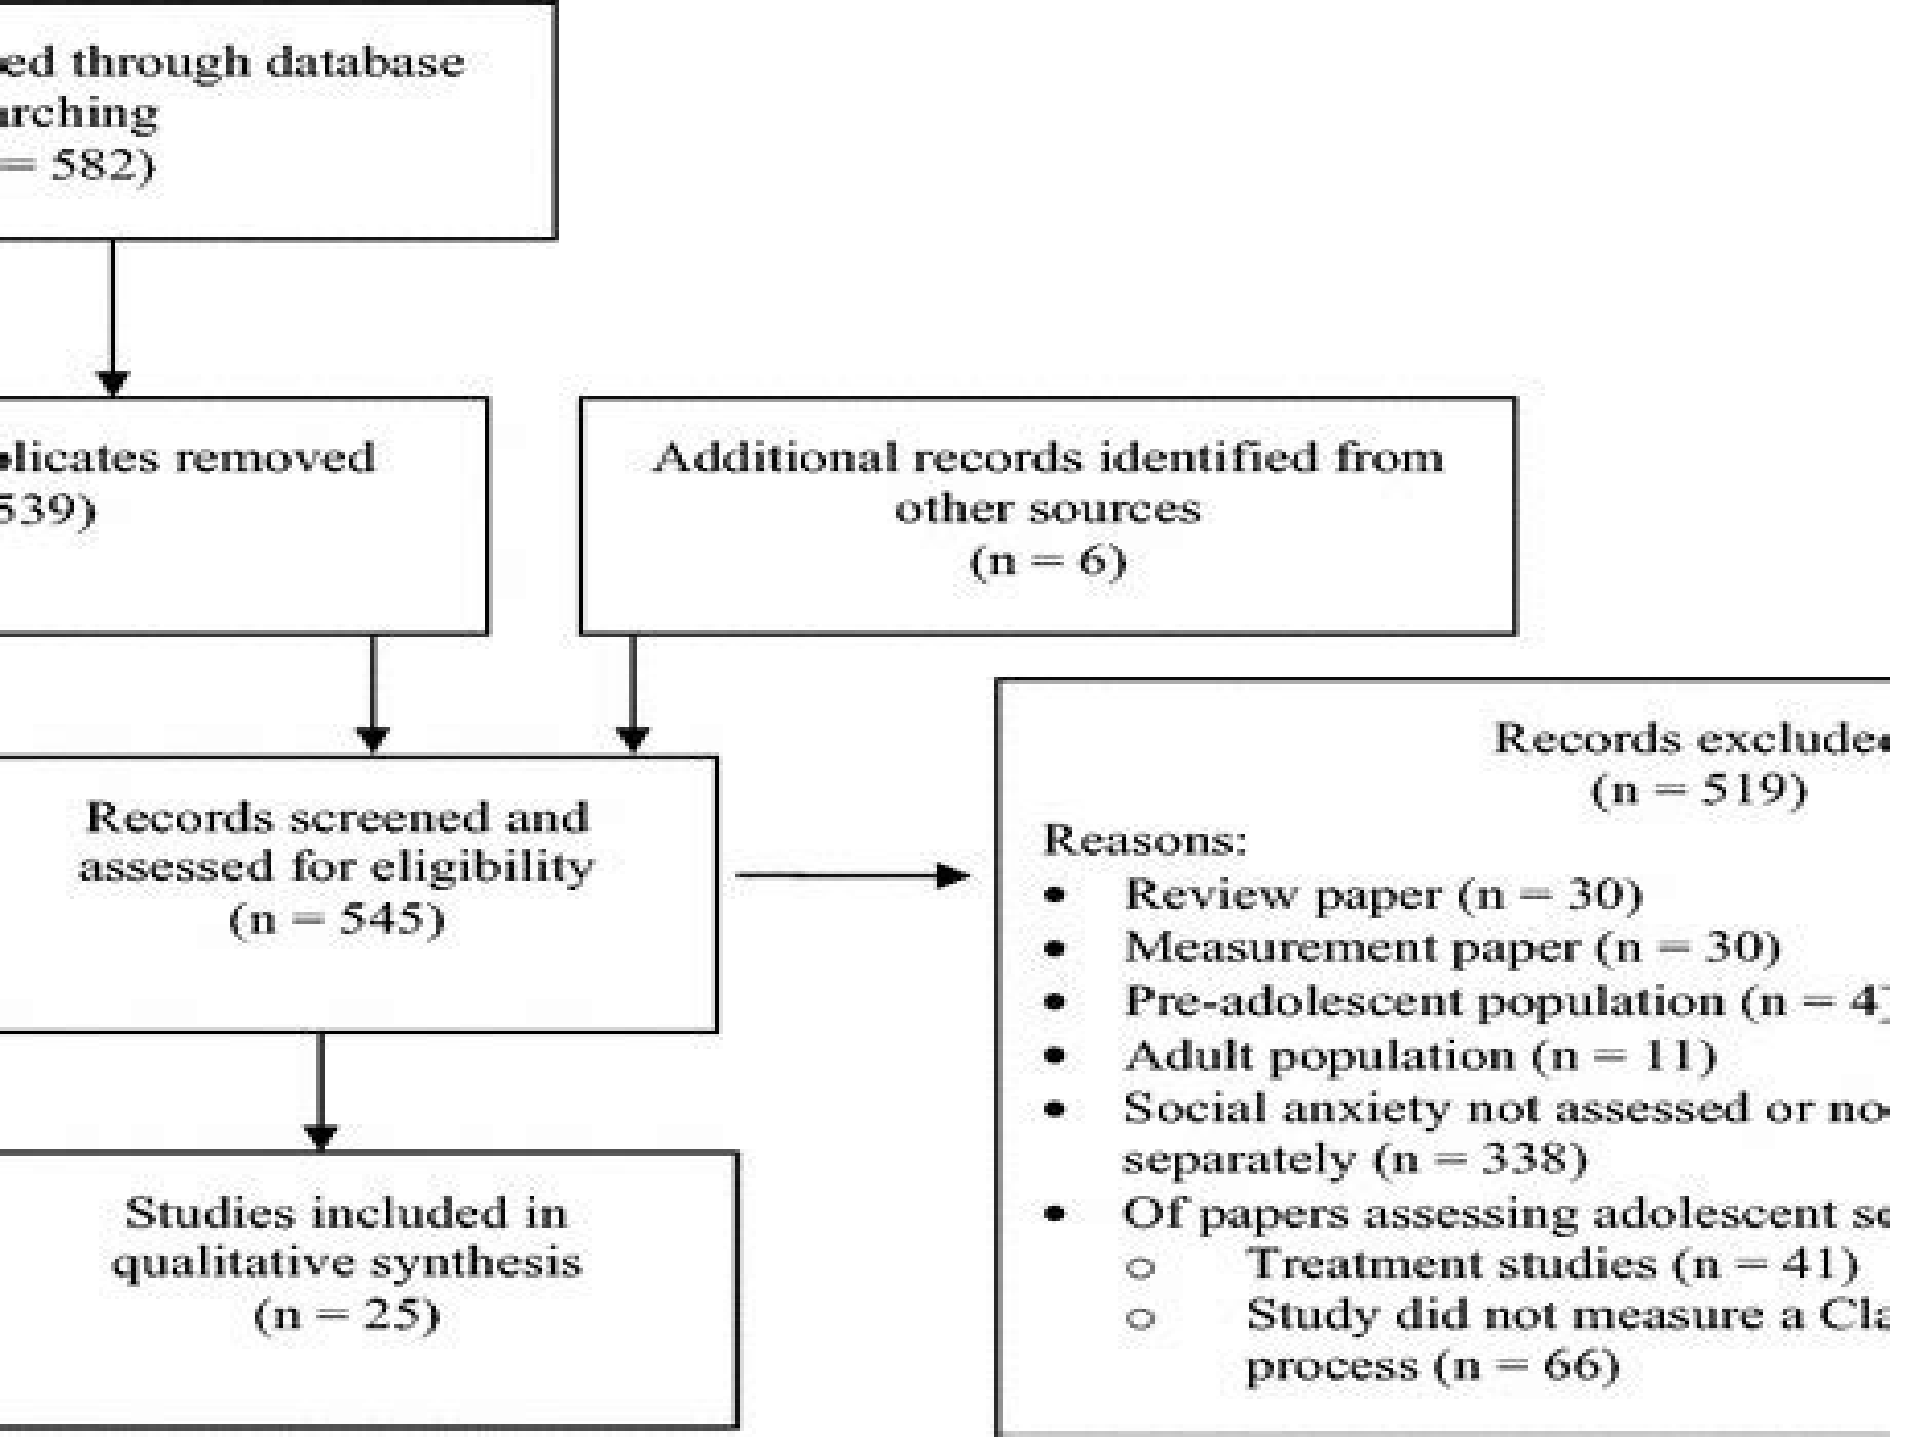 ed through database
rching
= 582)
licates removed
539)
Additional records identified from
other sources
(n = 6)
Records screened and
assessed for eligibility
(n = 545)
Records exclude
(n = 519)
Reasons:
• Review paper (n = 30)
• Measurement paper (n = 30)
• Pre-adolescent population (n = 4
• Adult population (n = 11)
• Social anxiety not assessed or no
separately (n = 338)
• Of papers assessing adolescent s
○ Treatment studies (n = 41)
○ Study did not measure a Cla
process (n = 66)
Studies included in
qualitative synthesis
(n = 25)